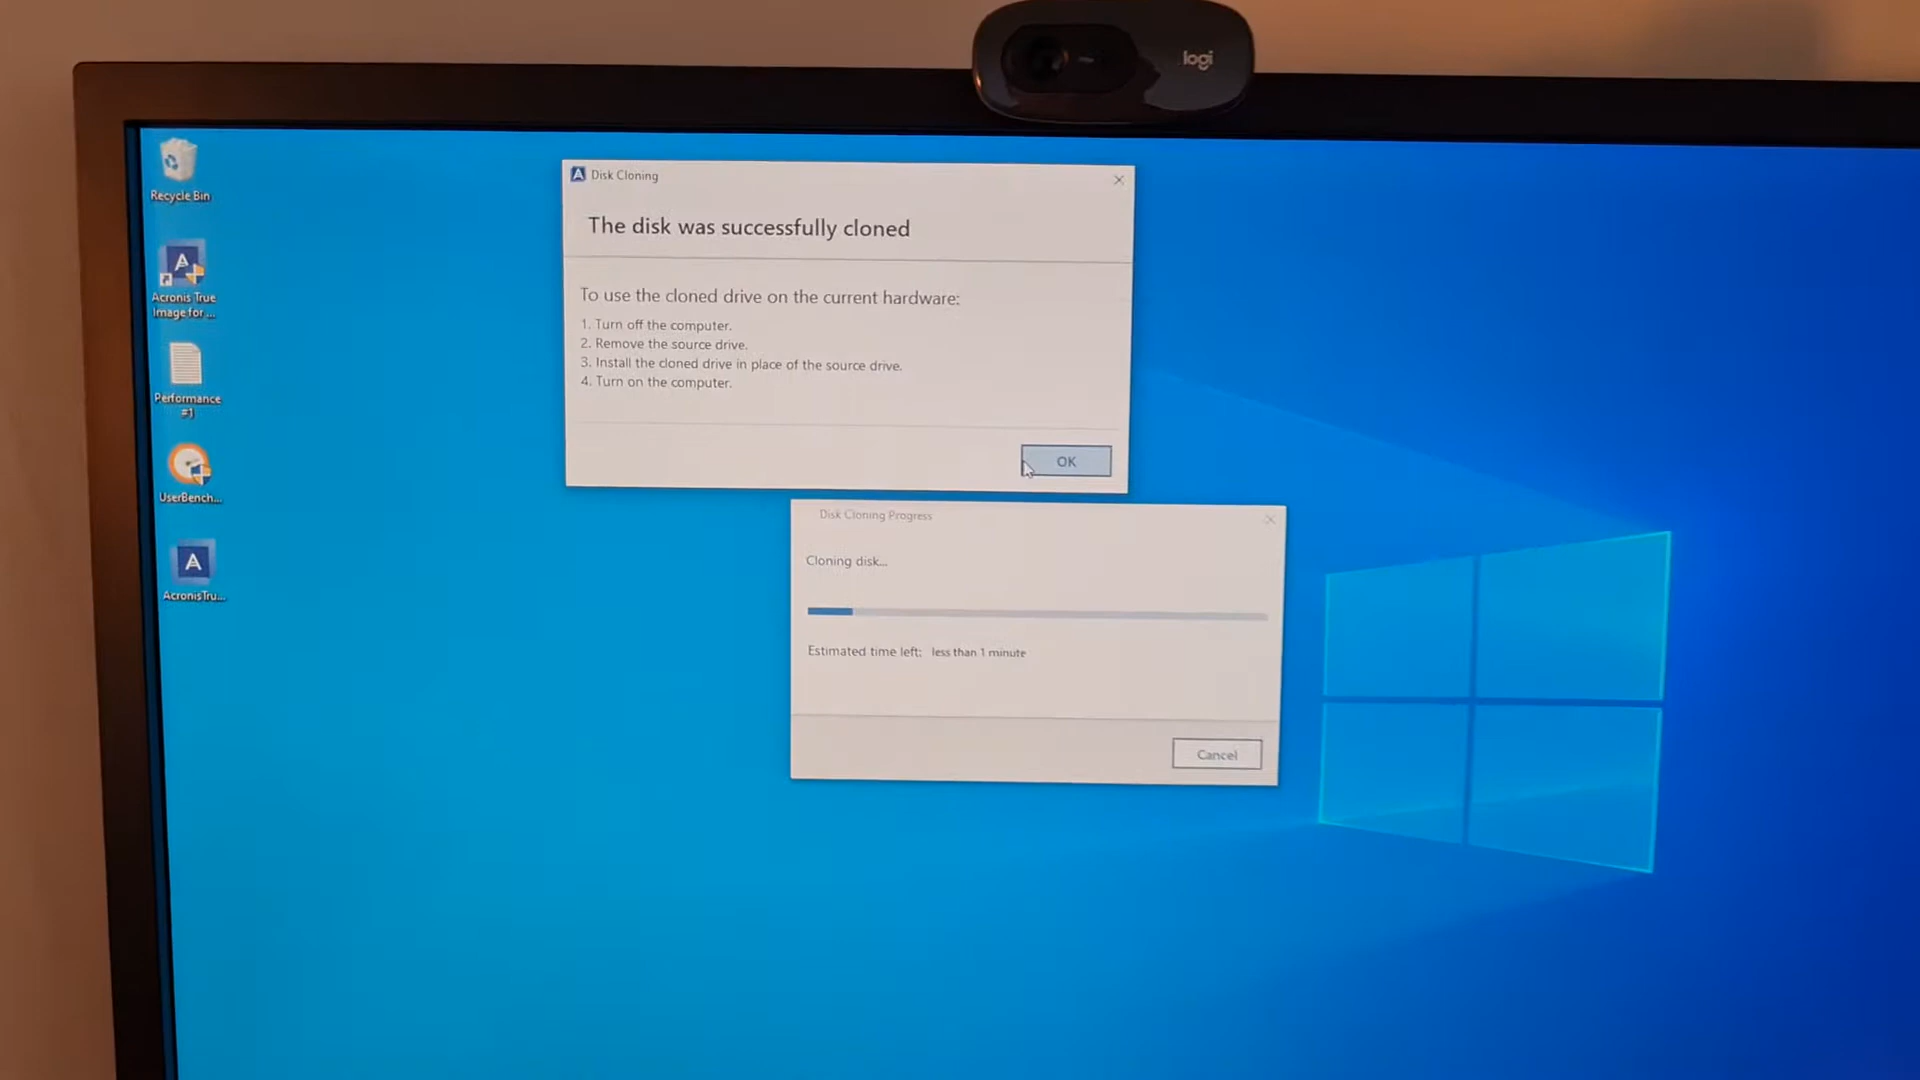 logi
Recycle Bin
Acronis True
Image for ...
Performance
#1
UserBench...
AcronisTru...
Disk Cloning
The disk was successfully cloned
To use the cloned drive on the current hardware:
1. Turn off the computer.
2. Remove the source drive.
3. Install the cloned drive in place of the source drive.
4. Turn on the computer.
OK
Disk Cloning Progress
Cloning disk...
Estimated time left: less than 1 minute
Cancel